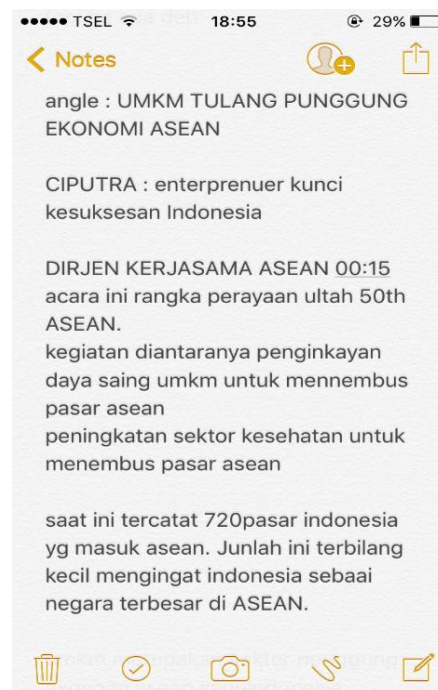 TSEL 18:55 29%
Notes
angle : UMKM TULANG PUNGGUNG
EKONOMI ASEAN
CIPUTRA : enterprenuer kunci
kesuksesan Indonesia
DIRJEN KERJASAMA ASEAN 00:15
acara ini rangka perayaan ultah 50th
ASEAN.
kegiatan diantaranya penginkayan
daya saing umkm untuk mennembus
pasar asean
peningkatan sektor kesehatan untuk
menembus pasar asean
saat ini tercatat 720pasar indonesia
yg masuk asean. Junlah ini terbilang
kecil mengingat indonesia sebaai
negara terbesar di ASEAN.